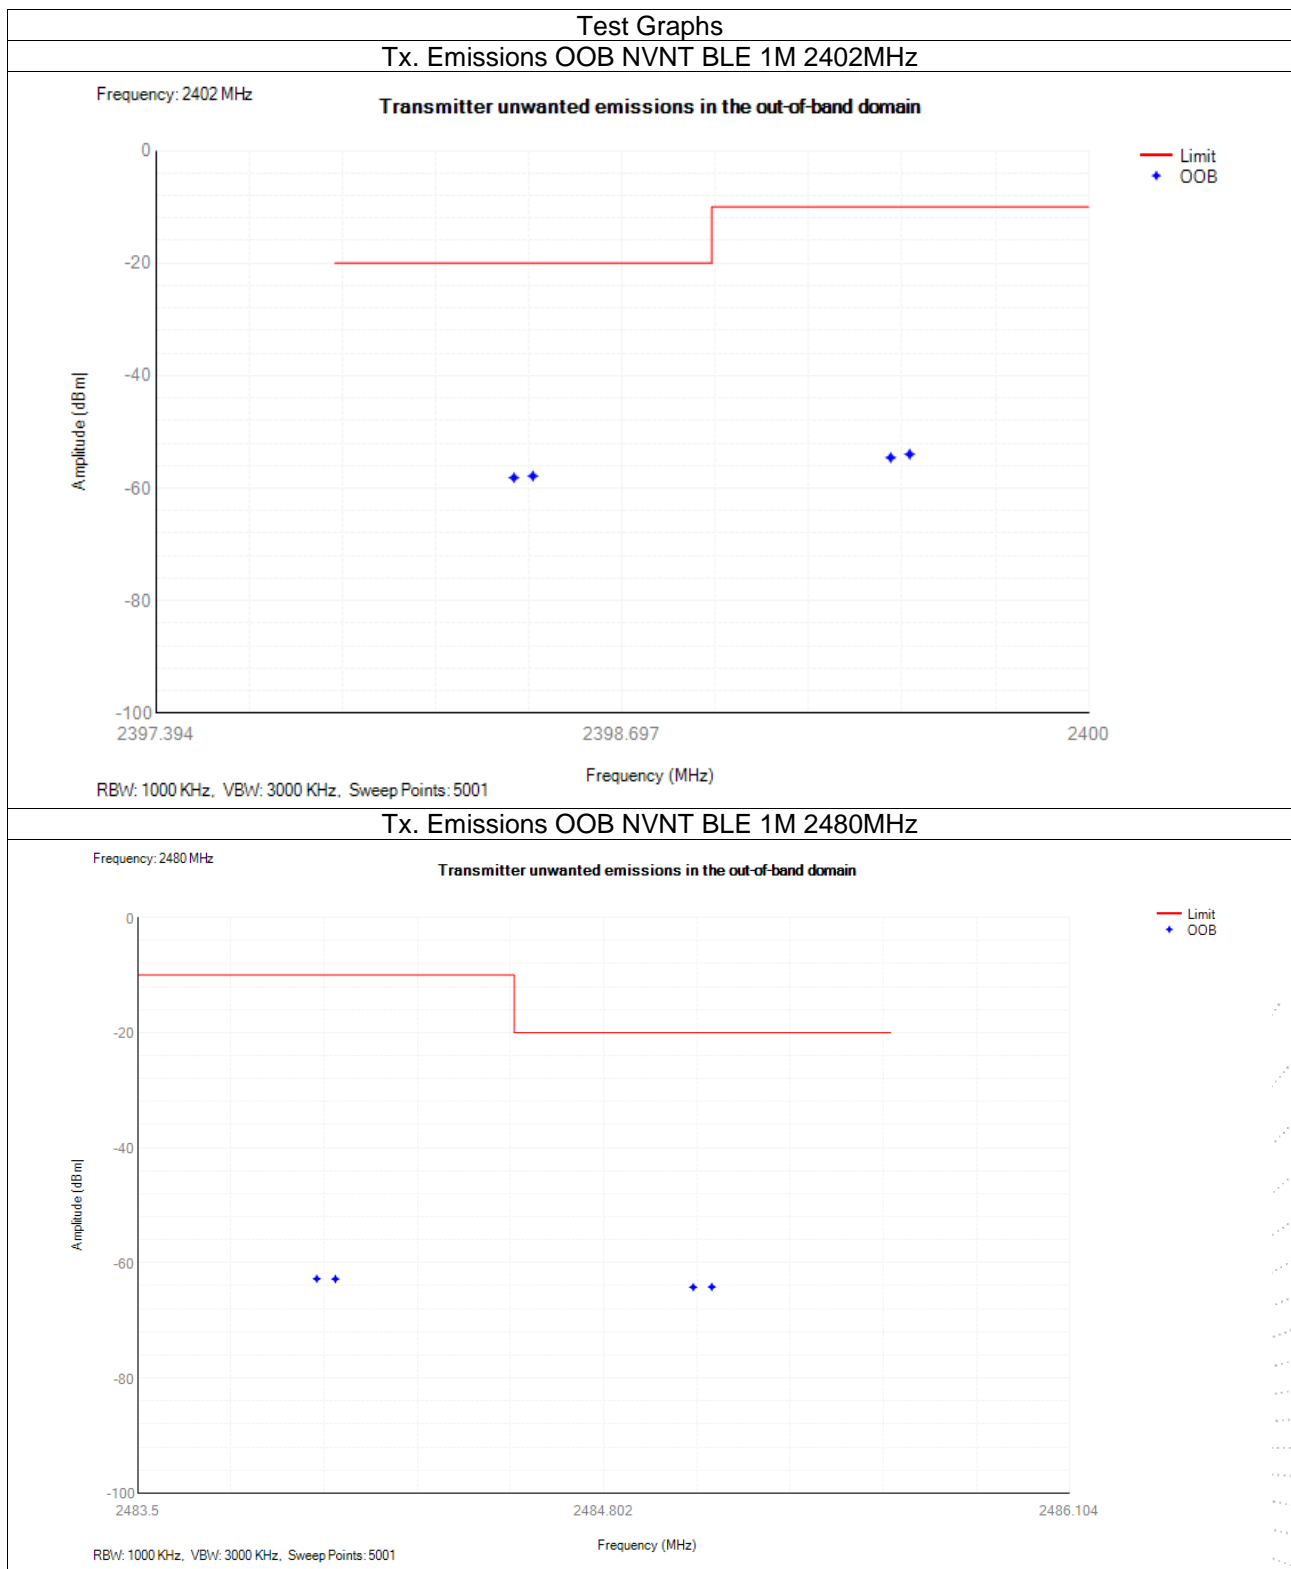 Test Graphs
Tx. Emissions OOB NVNT BLE 1M 2402MHz
Frequency: 2402 MHz
Transmitter unwanted emissions in the out-of-band domain
Limit
OOB
0
-20
-40
-60
-80
-100
Amplitude (dBm|
2397.394
2398.697
2400
Frequency (MHz)
RBW: 1000 KHz, VBW: 3000 KHz, Sweep Points: 5001
Tx. Emissions OOB NVNT BLE 1M 2480MHz
Frequency: 2480 MHz
Transmitter unwanted emissions in the out-of-band domain
Limit
OOB
0
-20
-40
-60
-80
-100
Amplitude (dBm|
2483.5
2484.802
2486.104
Frequency (MHz)
RBW: 1000 KHz, VBW: 3000 KHz, Sweep Points: 5001